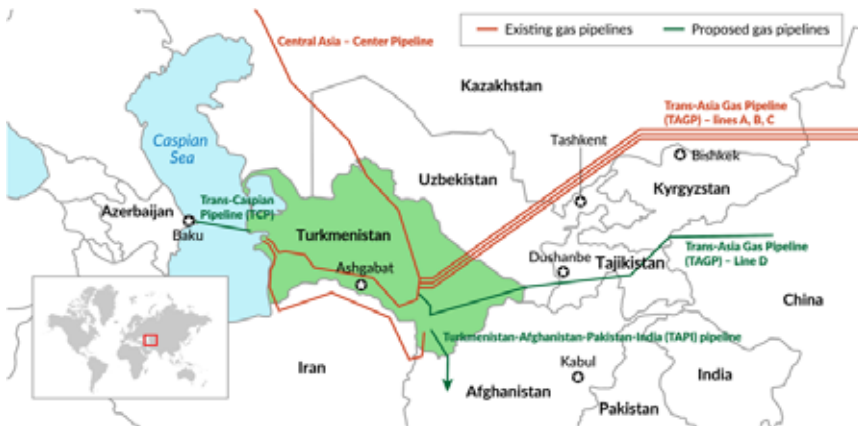 Existing gas pipelines
Proposed gas pipelines
Central Asia – Center Pipeline
Kazakhstan
Trans-Asia Gas Pipeline
(TAGP) – lines A, B, C
Caspian
Sea
Tashkent
Bishkek
Uzbekistan
Kyrgyzstan
Trans-Caspian
Pipeline (TCP)
Azerbaijan
Baku
Turkmenistan
Ashgabat
Dushanbe
Tajikistan
Trans-Asia Gas Pipeline
(TAGP) – Line D
China
Turkmenistan-Afghanistan-Pakistan-India (TAPI) pipeline
Iran
Kabul
India
Afghanistan
Pakistan